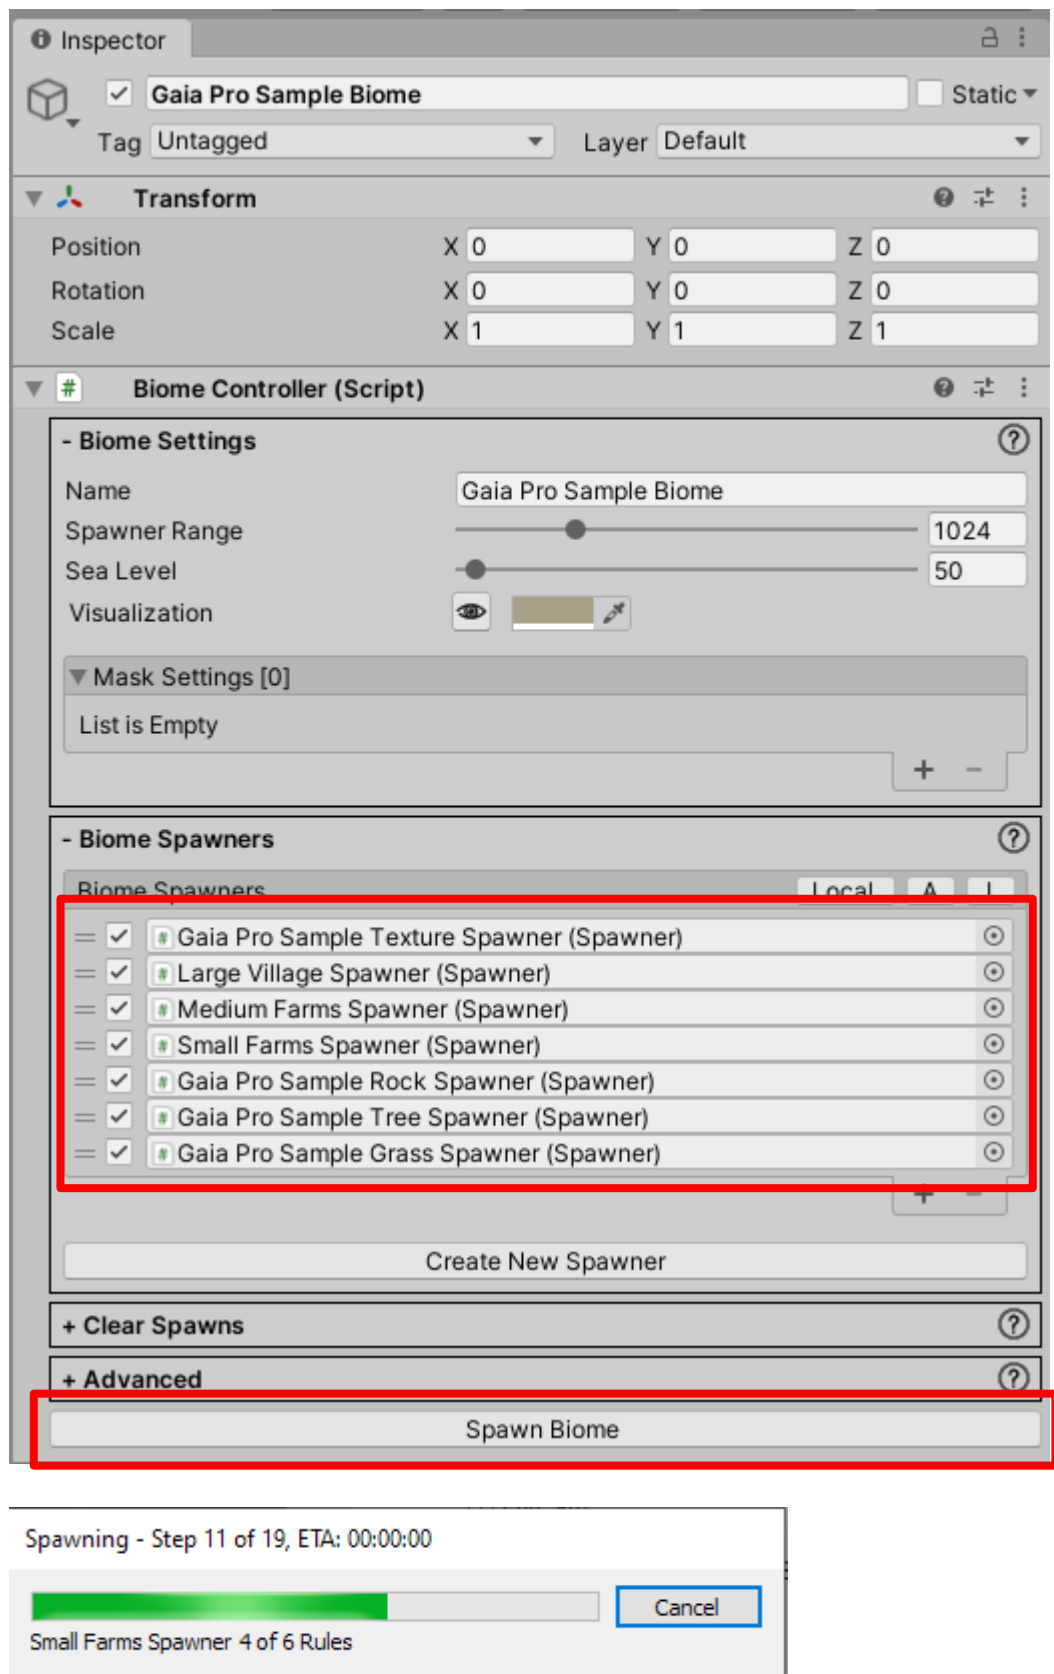 Inspector
Gaia Pro Sample Biome
Static
Tag Untagged Layer Default
Transform
Position X 0 Y 0 Z 0
Rotation X 0 Y 0 Z 0
Scale X 1 Y 1 Z 1
# Biome Controller (Script)
- Biome Settings
Name Gaia Pro Sample Biome
Spawner Range 1024
Sea Level 50
Visualization
Mask Settings [0]
List is Empty
+ -
- Biome Spawners
Biome Spawners Local A I
Gaia Pro Sample Texture Spawner (Spawner)
Large Village Spawner (Spawner)
Medium Farms Spawner (Spawner)
Small Farms Spawner (Spawner)
Gaia Pro Sample Rock Spawner (Spawner)
Gaia Pro Sample Tree Spawner (Spawner)
Gaia Pro Sample Grass Spawner (Spawner)
+ -
Create New Spawner
+ Clear Spawns
+ Advanced
Spawn Biome
Spawning - Step 11 of 19, ETA: 00:00:00
Cancel
Small Farms Spawner 4 of 6 Rules